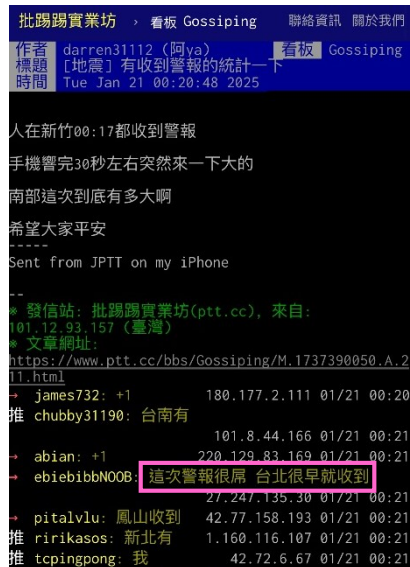 批踢踢實業坊 › 看板 Gossiping 聯絡資訊 關於我們
作者 darren31112 (阿ya) 看板 Gossiping
標題 [地震] 有收到警報的統計一下
時間 Tue Jan 21 00:20:48 2025
人在新竹00:17都收到警報
手機響完30秒左右突然來一下大的
南部這次到底有多大啊
希望大家平安
-----
Sent from JPTT on my iPhone
--
※ 發信站: 批踢踢實業坊(ptt.cc), 來自:
101.12.93.157 (臺灣)
※ 文章網址:
https://www.ptt.cc/bbs/Gossiping/M.1737390050.A.2
11.html
→ james732: +1 180.177.2.111 01/21 00:20
推 chubby31190: 台南有
101.8.44.166 01/21 00:21
→ abian: +1 220.129.83.169 01/21 00:21
→ ebiebibbNOOB: 這次警報很屌 台北很早就收到
27.247.135.30 01/21 00:21
→ pitalvlu: 鳳山收到 42.77.158.193 01/21 00:21
推 ririkasos: 新北有 1.160.116.107 01/21 00:21
推 tcpingpong: 我 42.72.6.67 01/21 00:21